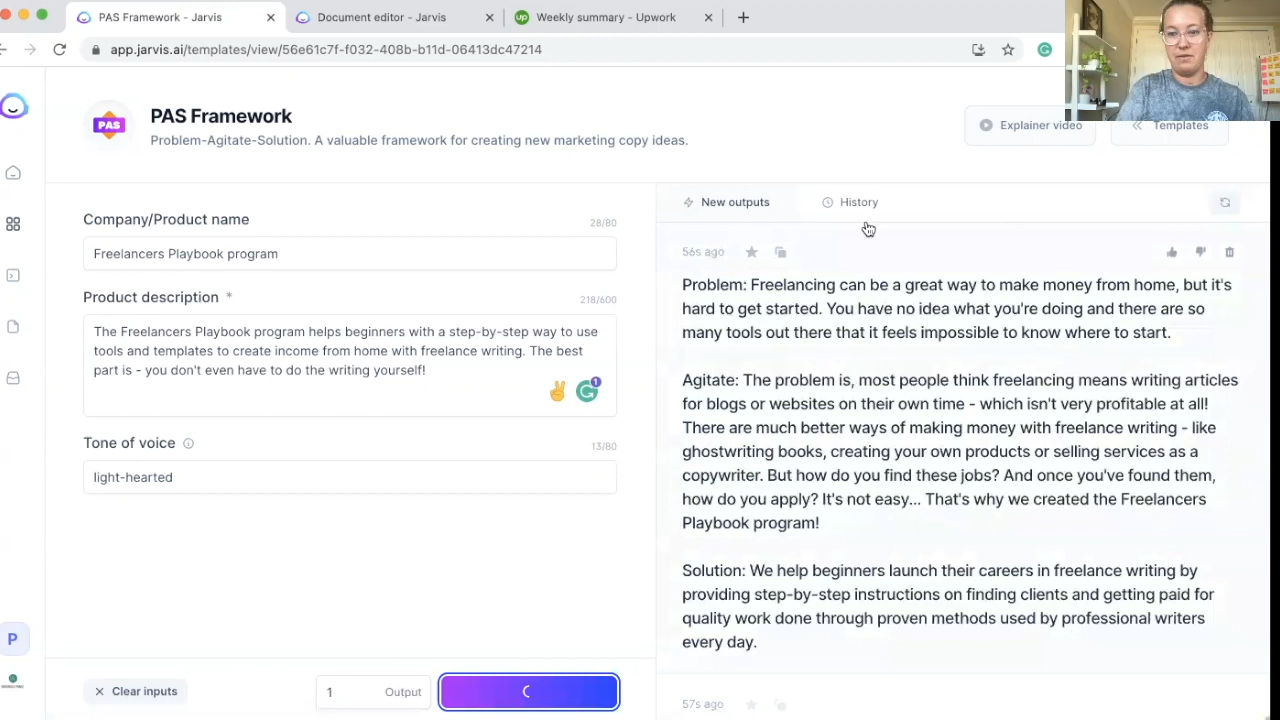 PAS Framework - Jarvis
Document editor - Jarvis
up
Weekly summary - Upwork
app.jarvis.ai/templates/view/56e61c7f-f032-408b-b11d-06413dc47214
PAS
PAS Framework
Problem-Agitate-Solution. A valuable framework for creating new marketing copy ideas.
Explainer video
Templates
Company/Product name
28/80
Freelancers Playbook program
Product description *
218/600
The Freelancers Playbook program helps beginners with a step-by-step way to use
tools and templates to create income from home with freelance writing. The best
part is - you don't even have to do the writing yourself!
1
Tone of voice
13/80
light-hearted
P
Clear inputs
1
Output
New outputs
History
56s ago
Problem: Freelancing can be a great way to make money from home, but it's
hard to get started. You have no idea what you're doing and there are so
many tools out there that it feels impossible to know where to start.
Agitate: The problem is, most people think freelancing means writing articles
for blogs or websites on their own time - which isn't very profitable at all!
There are much better ways of making money with freelance writing - like
ghostwriting books, creating your own products or selling services as a
copywriter. But how do you find these jobs? And once you've found them,
how do you apply? It's not easy... That's why we created the Freelancers
Playbook program!
Solution: We help beginners launch their careers in freelance writing by
providing step-by-step instructions on finding clients and getting paid for
quality work done through proven methods used by professional writers
every day.
57s ago